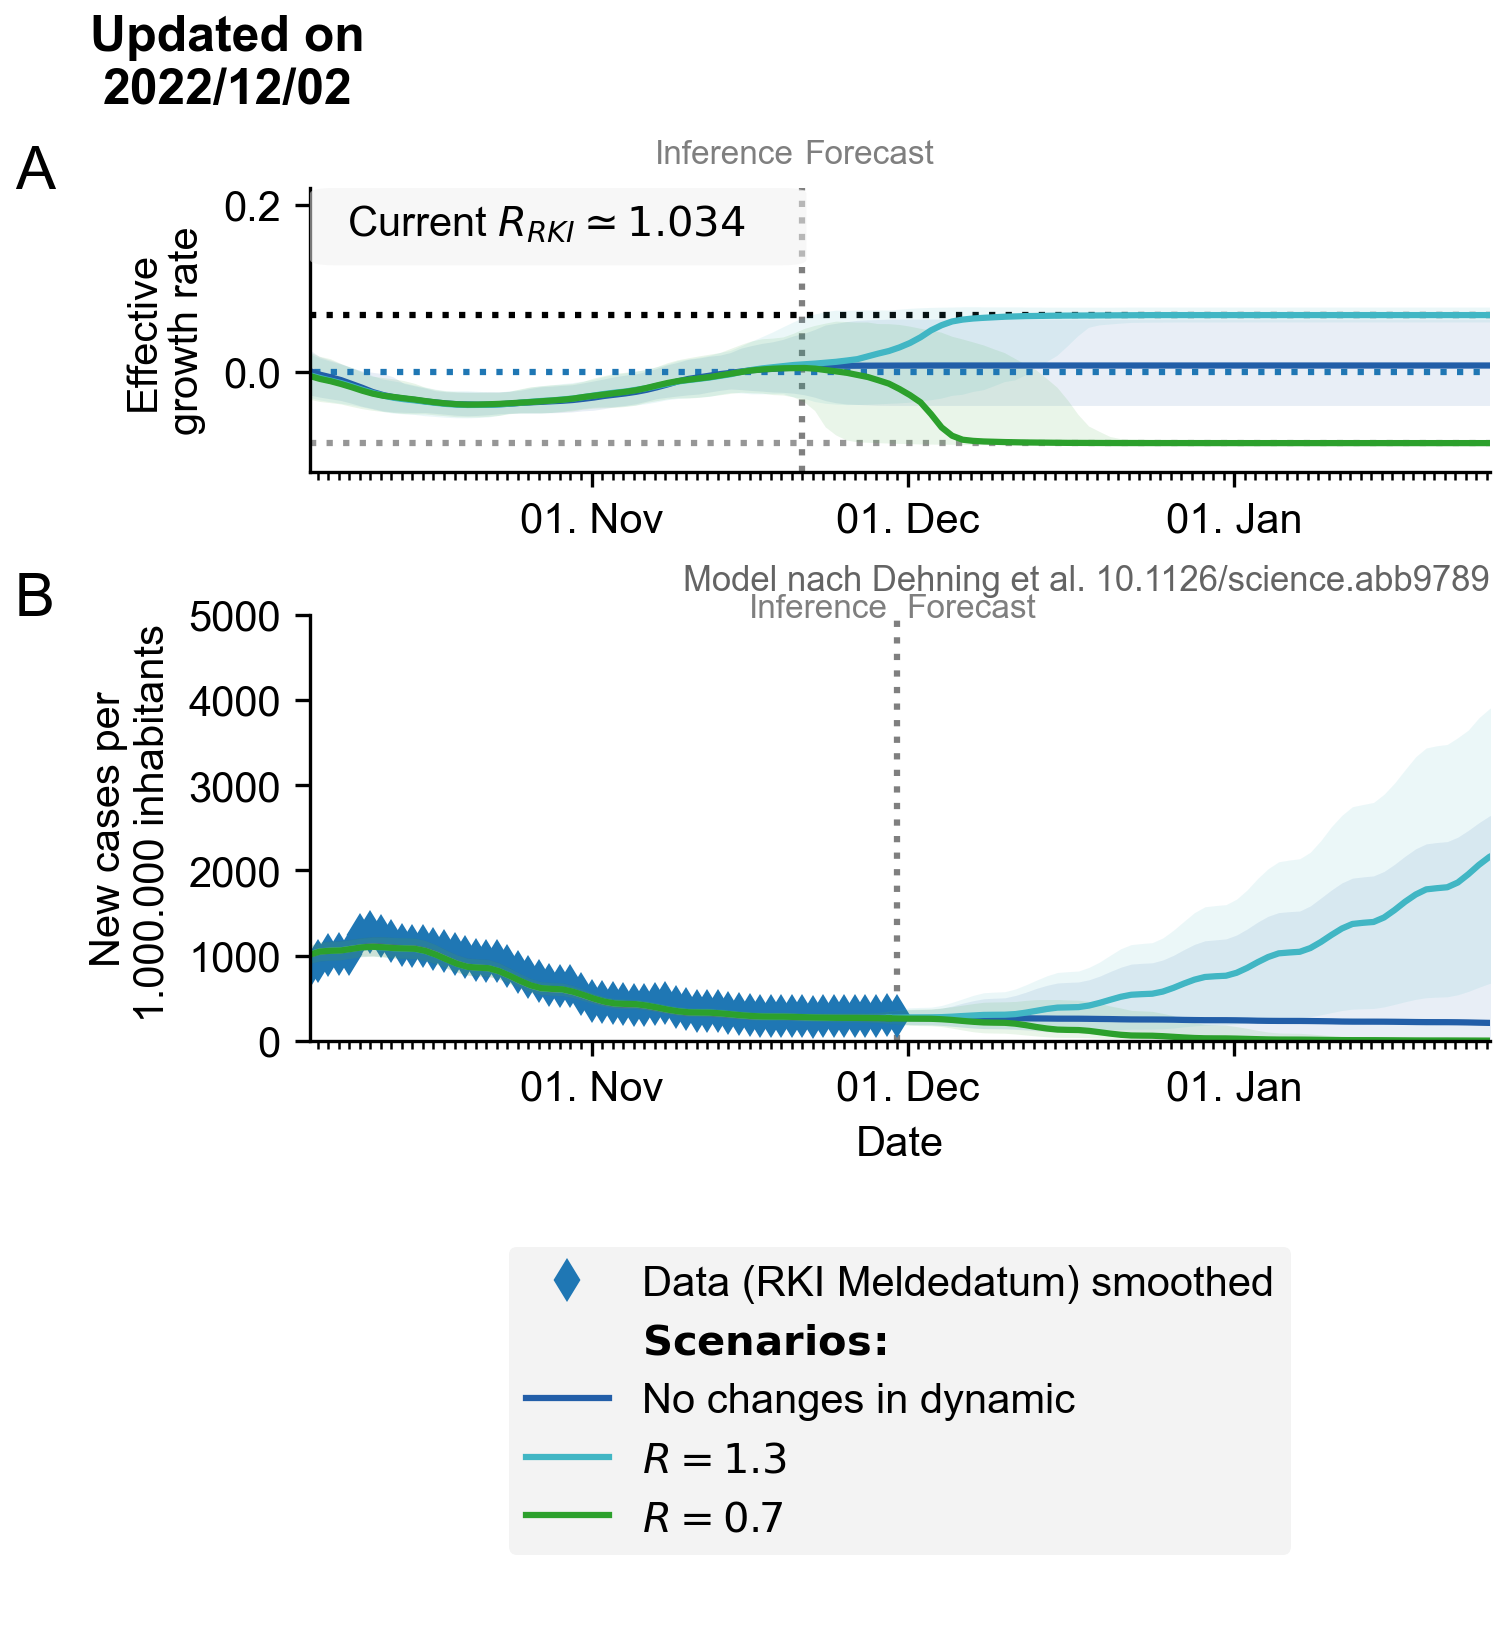 Updated on
2022/12/02
A
Inference Forecast
Current R_RKI ≃ 1.034
0.2
0.0
Effective
growth rate
01. Nov
01. Dec
01. Jan
B
Model nach Dehning et al. 10.1126/science.abb9789
Inference Forecast
5000
4000
3000
2000
1000
0
New cases per
1.000.000 inhabitants
01. Nov
01. Dec
01. Jan
Date
Data (RKI Meldedatum) smoothed
Scenarios:
No changes in dynamic
R = 1.3
R = 0.7